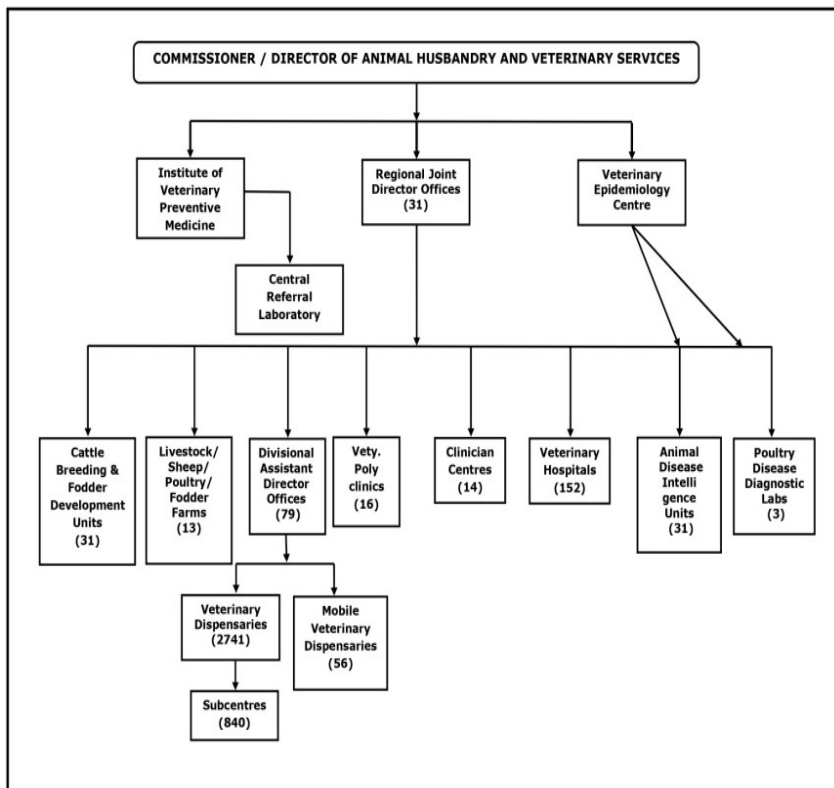 COMMISSIONER / DIRECTOR OF ANIMAL HUSBANDRY AND VETERINARY SERVICES
Institute of
Veterinary
Preventive
Medicine
Regional Joint
Director Offices
(31)
Veterinary
Epidemiology
Centre
Central
Referral
Laboratory
Cattle
Breeding &
Fodder
Development
Units
(31)
Livestock/
Sheep/
Poultry/
Fodder
Farms
(13)
Divisional
Assistant
Director
Offices
(79)
Vety.
Poly
clinics
(16)
Clinician
Centres
(14)
Veterinary
Hospitals
(152)
Animal
Disease
Intelli
gence
Units
(31)
Poultry
Disease
Diagnostic
Labs
(3)
Veterinary
Dispensaries
(2741)
Mobile
Veterinary
Dispensaries
(56)
Subcentres
(840)